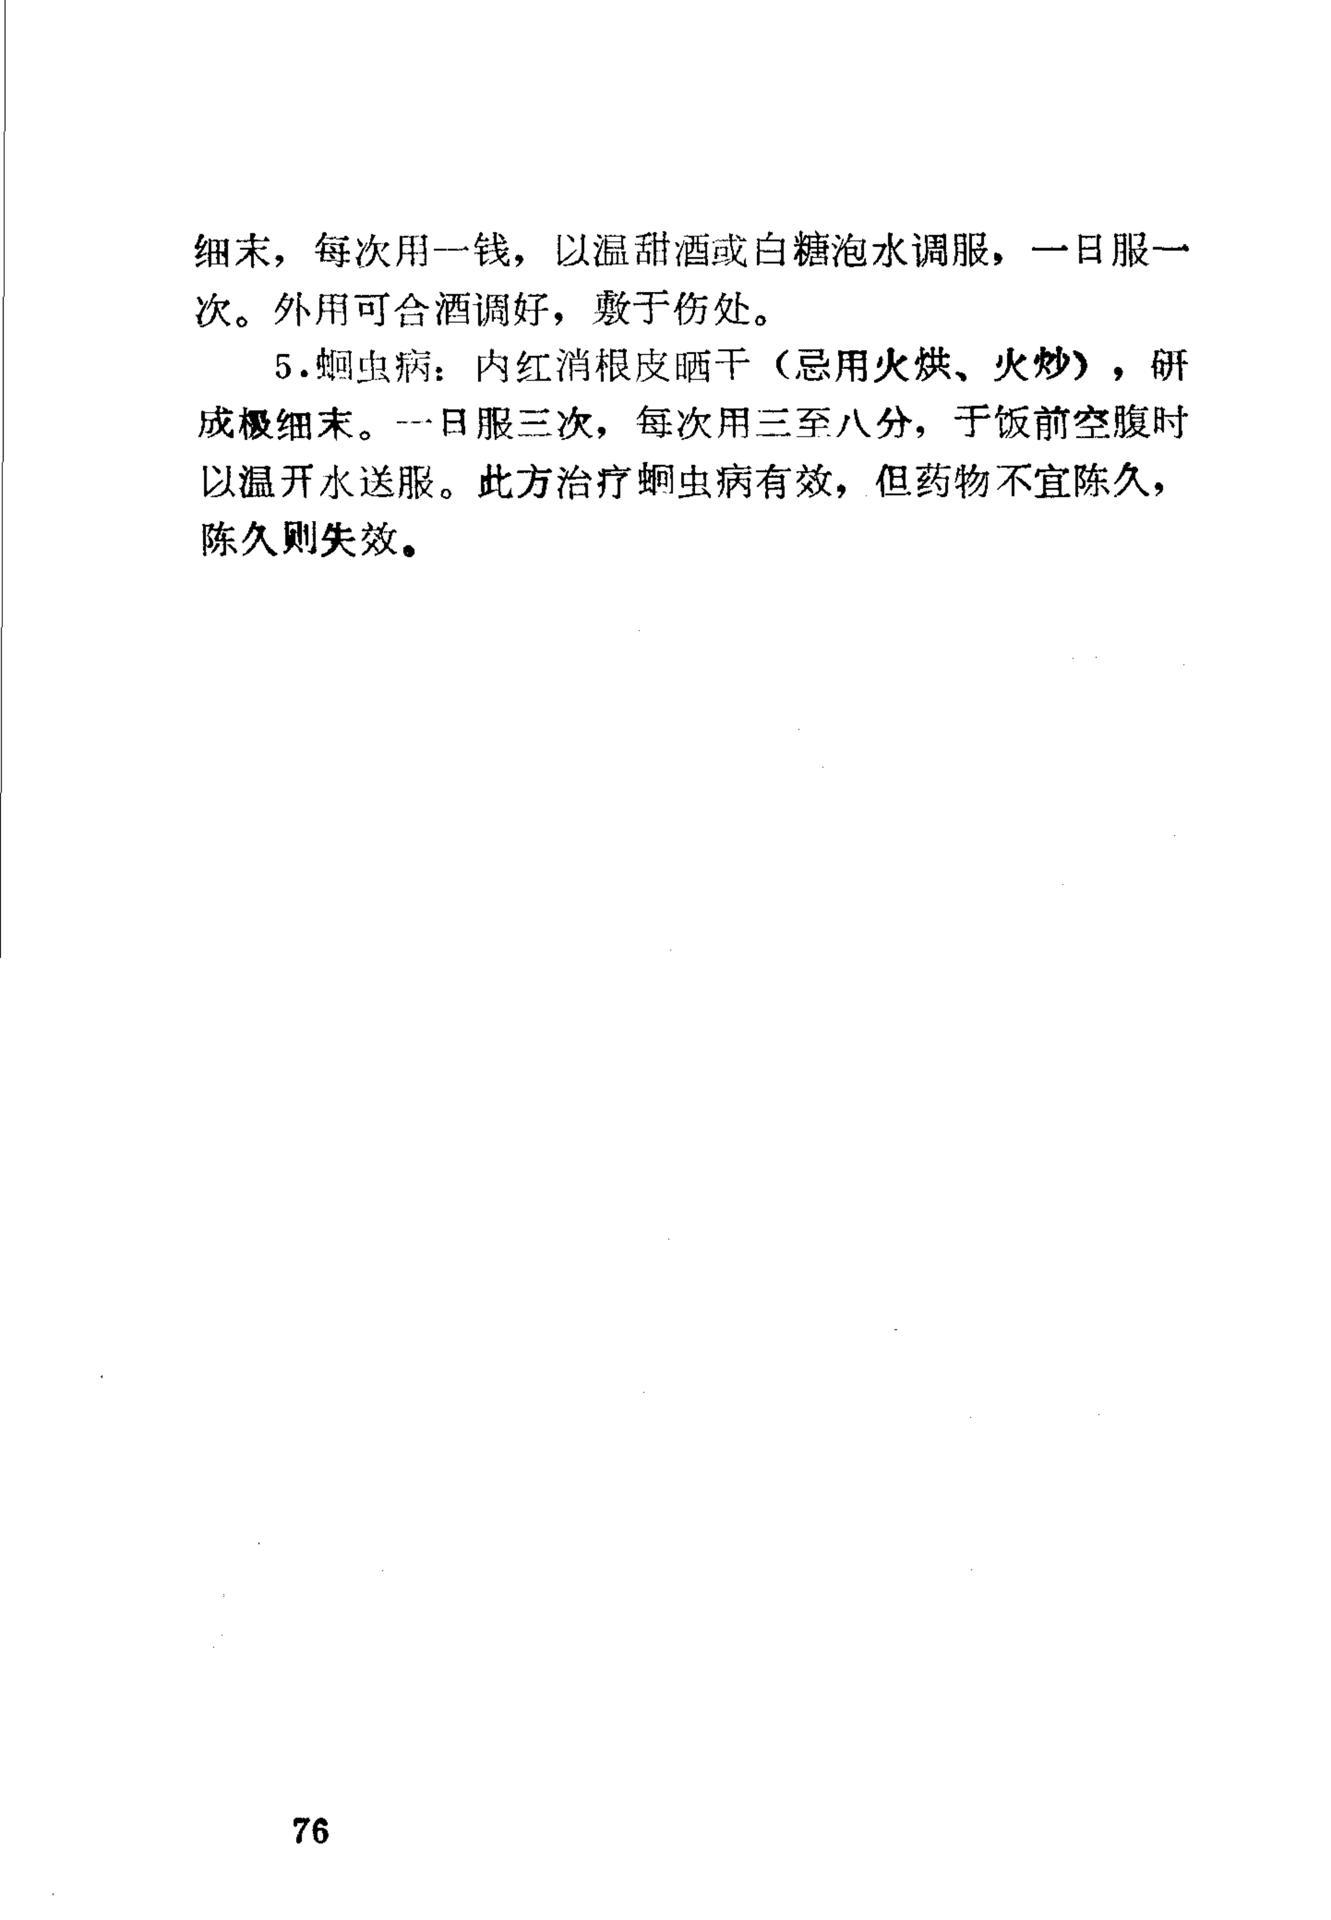 细末，每次用一钱，以温甜酒或白糖泡水调服，一日服一
次。外用可合酒调好，敷于伤处。
5.蛔虫病：内红消根皮晒干（忌用火烘、火炒），研
成极细末。一日服三次，每次用三至八分，于饭前空腹时
以温开水送服。此方治疗蛔虫病有效，但药物不宜陈久，
陈久则失效。
76